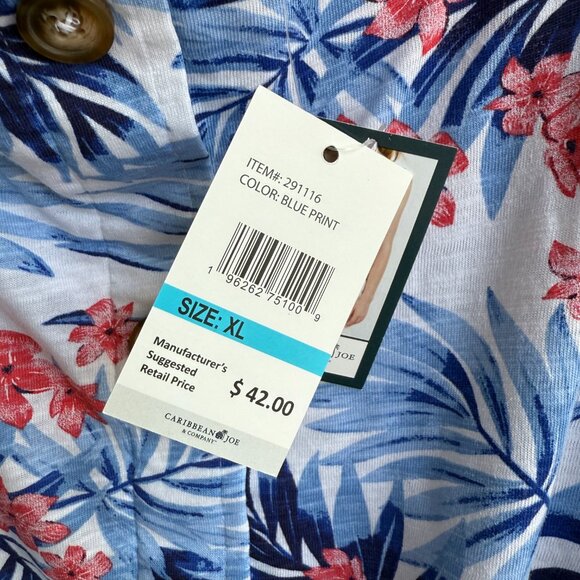 ITEM#: 291116
COLOR: BLUE PRINT
1 96262 75100 9
SIZE: XL
Manufacturer's
Suggested
Retail Price
$ 42.00
CARIBBEAN JOE
& COMPANY™
JOE